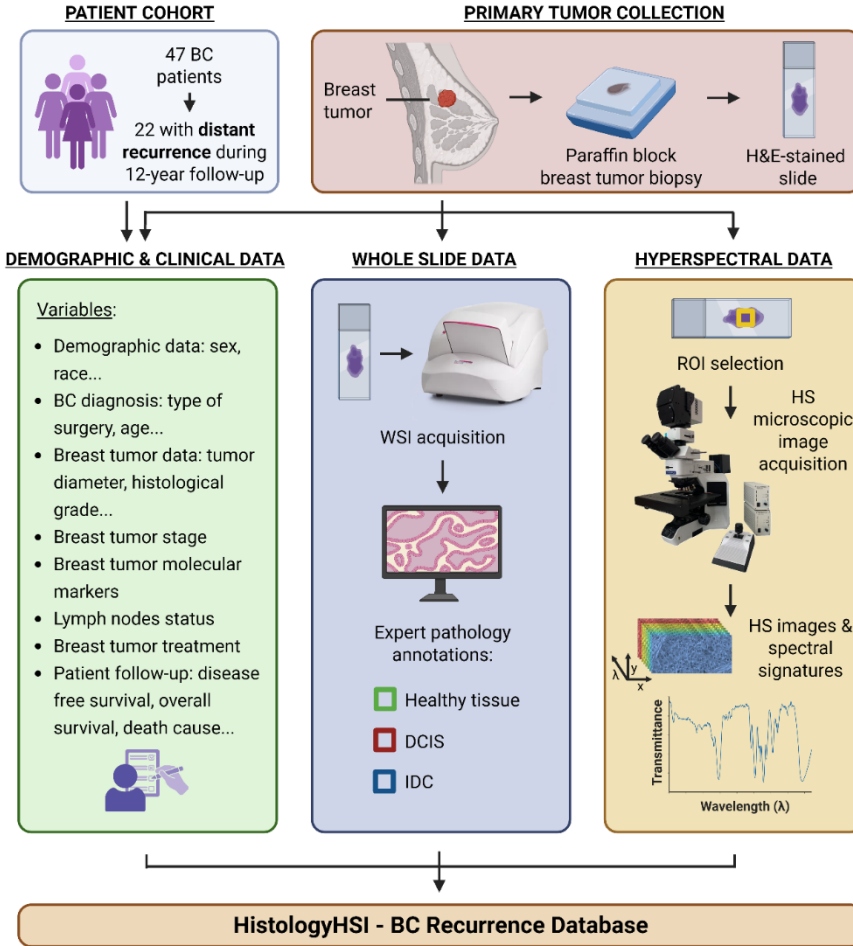 PATIENT COHORT
47 BC
patients
22 with distant
recurrence during
12-year follow-up
PRIMARY TUMOR COLLECTION
Breast
tumor
Paraffin block
breast tumor biopsy
H&E-stained
slide
DEMOGRAPHIC & CLINICAL DATA
Variables:
• Demographic data: sex,
race...
• BC diagnosis: type of
surgery, age...
• Breast tumor data: tumor
diameter, histological
grade...
• Breast tumor stage
• Breast tumor molecular
markers
• Lymph nodes status
• Breast tumor treatment
• Patient follow-up: disease
free survival, overall
survival, death cause...
WHOLE SLIDE DATA
WSI acquisition
Expert pathology
annotations:
Healthy tissue
DCIS
IDC
HYPERSPECTRAL DATA
ROI selection
HS
microscopic
image
acquisition
HS images &
spectral
signatures
λ
y
x
Transmittance
Wavelength (λ)
HistologyHSI - BC Recurrence Database